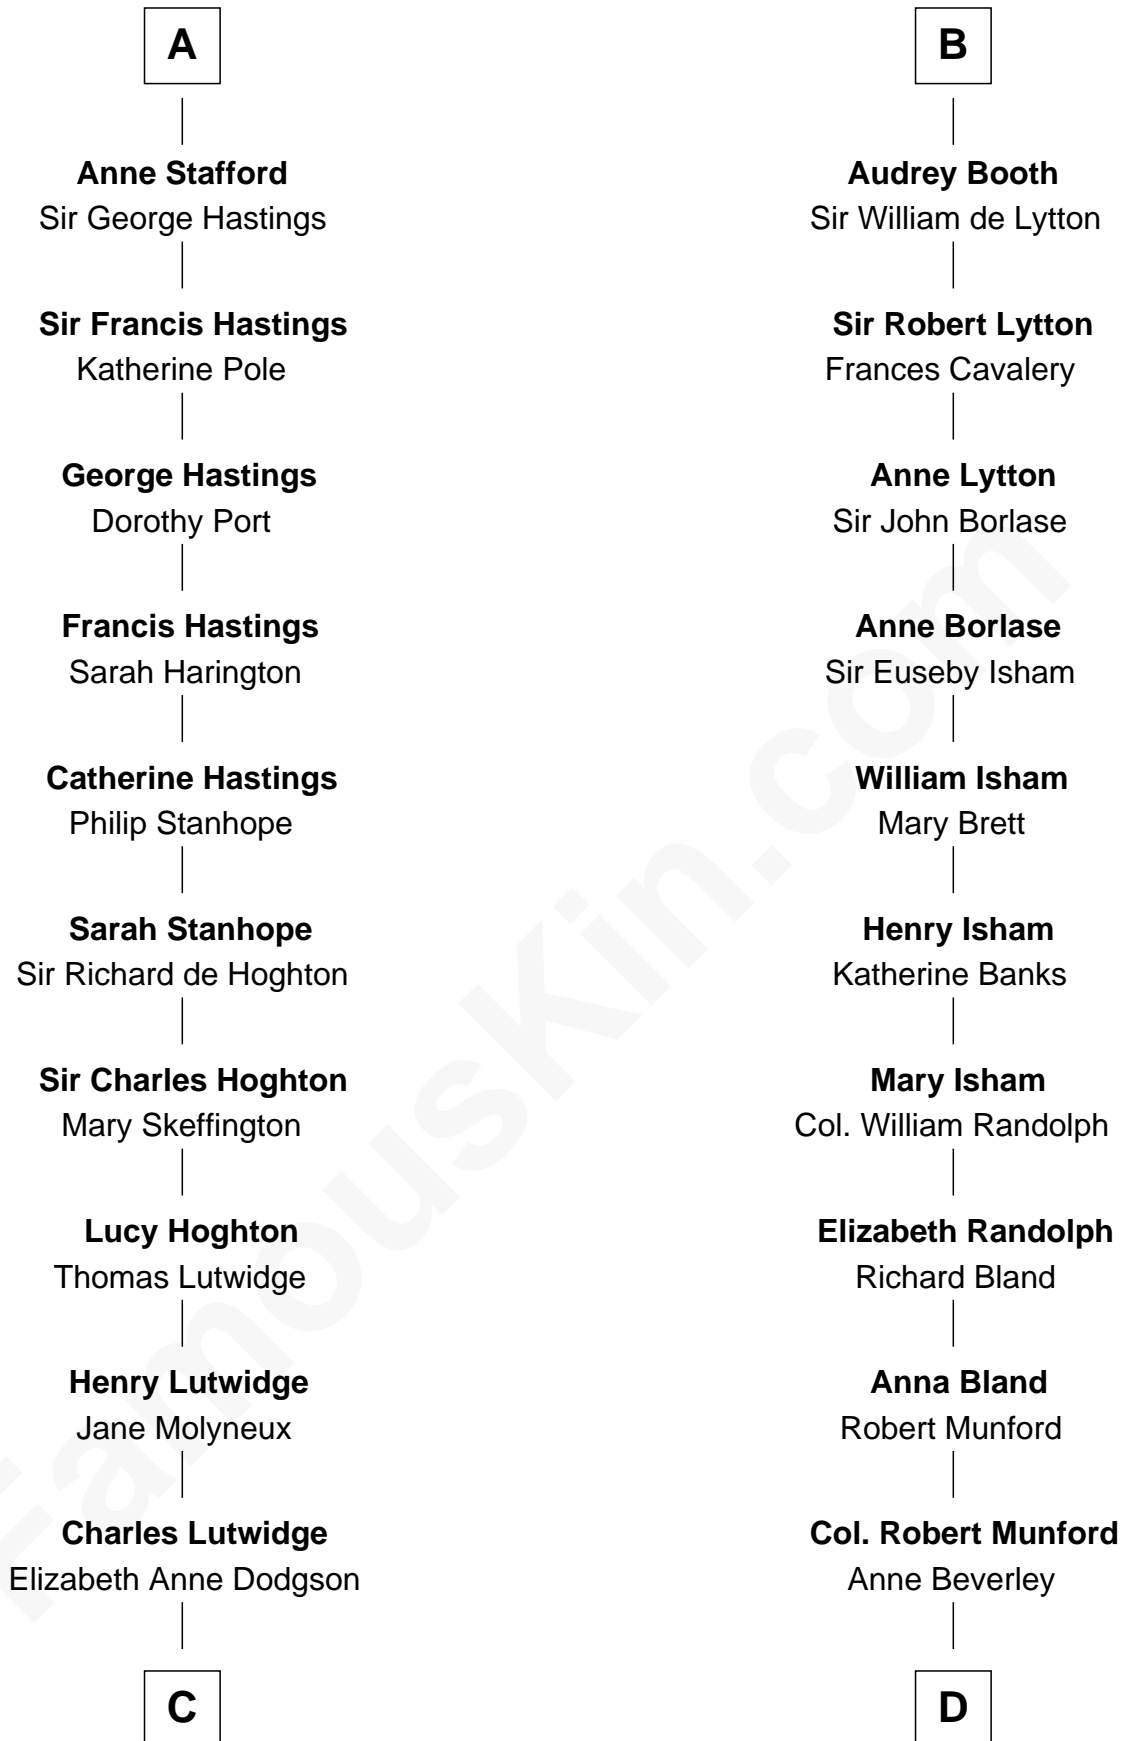 A
Anne Stafford
Sir George Hastings
Sir Francis Hastings
Katherine Pole
George Hastings
Dorothy Port
Francis Hastings
Sarah Harington
Catherine Hastings
Philip Stanhope
Sarah Stanhope
Sir Richard de Hoghton
Sir Charles Hoghton
Mary Skeffington
Lucy Hoghton
Thomas Lutwidge
Henry Lutwidge
Jane Molyneux
Charles Lutwidge
Elizabeth Anne Dodgson
C
B
Audrey Booth
Sir William de Lytton
Sir Robert Lytton
Frances Cavalery
Anne Lytton
Sir John Borlase
Anne Borlase
Sir Euseby Isham
William Isham
Mary Brett
Henry Isham
Katherine Banks
Mary Isham
Col. William Randolph
Elizabeth Randolph
Richard Bland
Anna Bland
Robert Munford
Col. Robert Munford
Anne Beverley
D
FamousKin.com